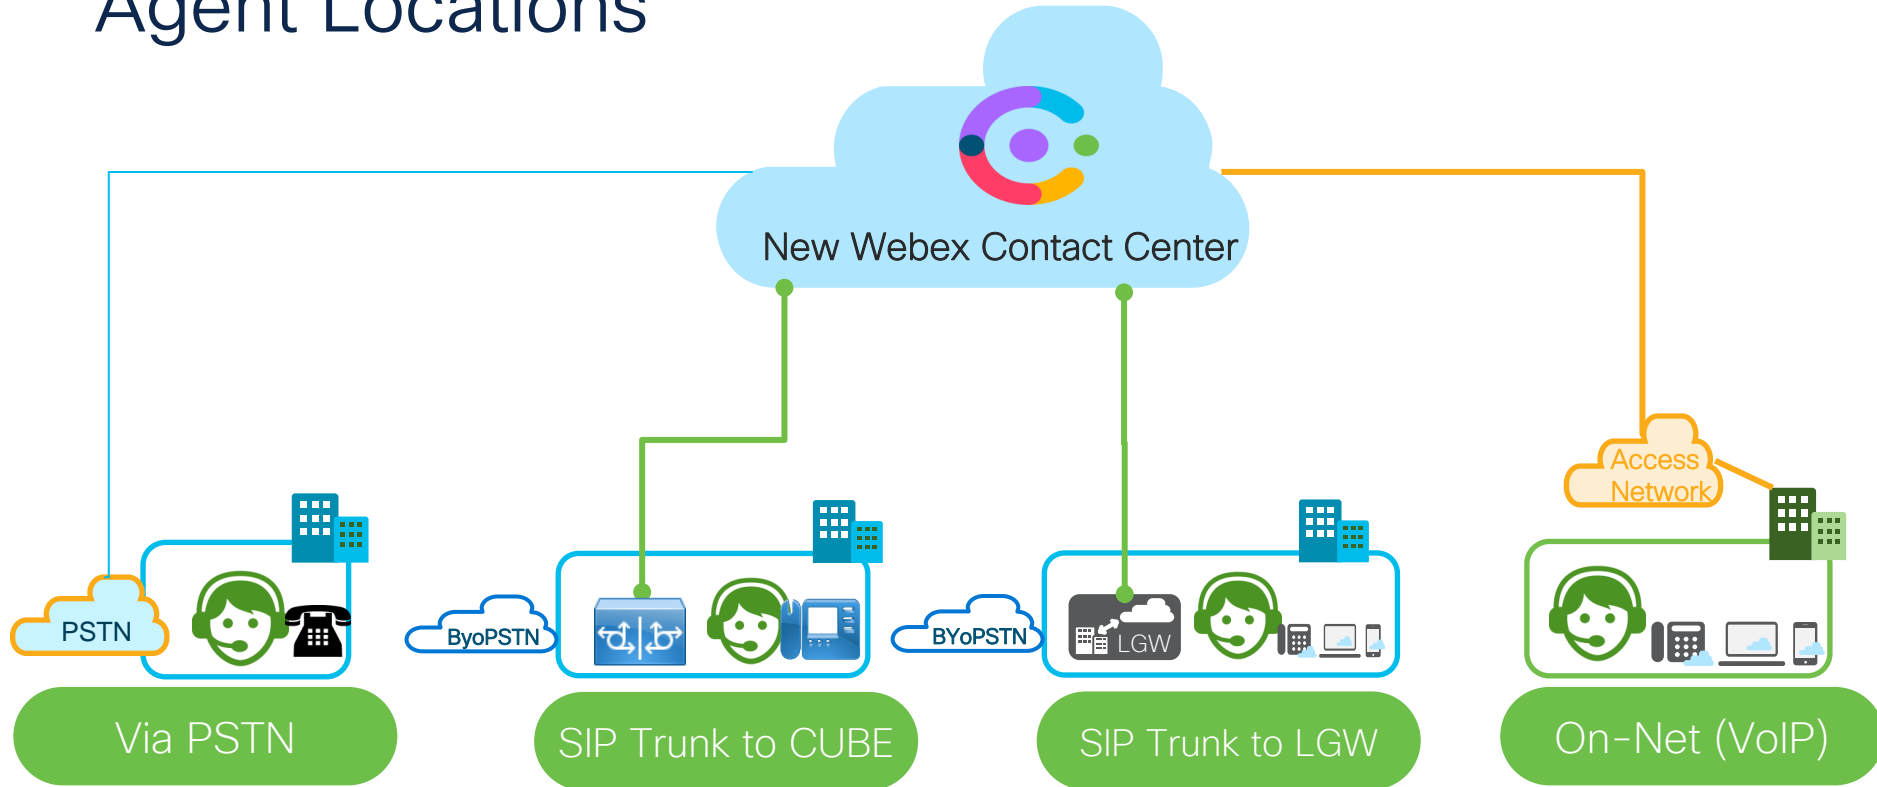 Agent Locations
New Webex Contact Center
Access
Network
PSTN
ByoPSTN
BYoPSTN
LGW
Via PSTN
SIP Trunk to CUBE
SIP Trunk to LGW
On-Net (VoIP)